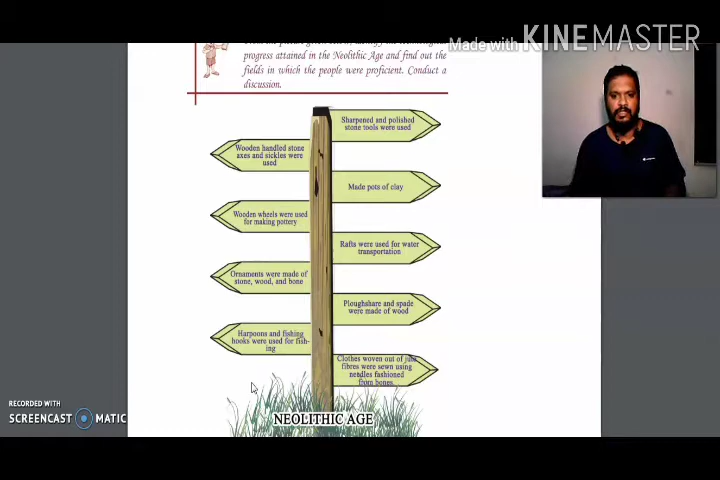 Made with KINEMASTER
progress attained in the Neolithic Age and find out the
fields in which the people were proficient. Conduct a
discussion.
Sharpened and polished
stone tools were used
Wooden handled stone
axes and sickles were
used
Made pots of clay
Wooden wheels were used
for making pottery
Rafts were used for water
transportation
Ornaments were made of
stone, wood, and bone
Ploughshare and spade
were made of wood
Harpoons and fishing
hooks were used for fish-
ing
Clothes woven out of jute
fibres were sewn using
needles fashioned
from bones.
NEOLITHIC AGE
RECORDED WITH
SCREENCAST MATIC